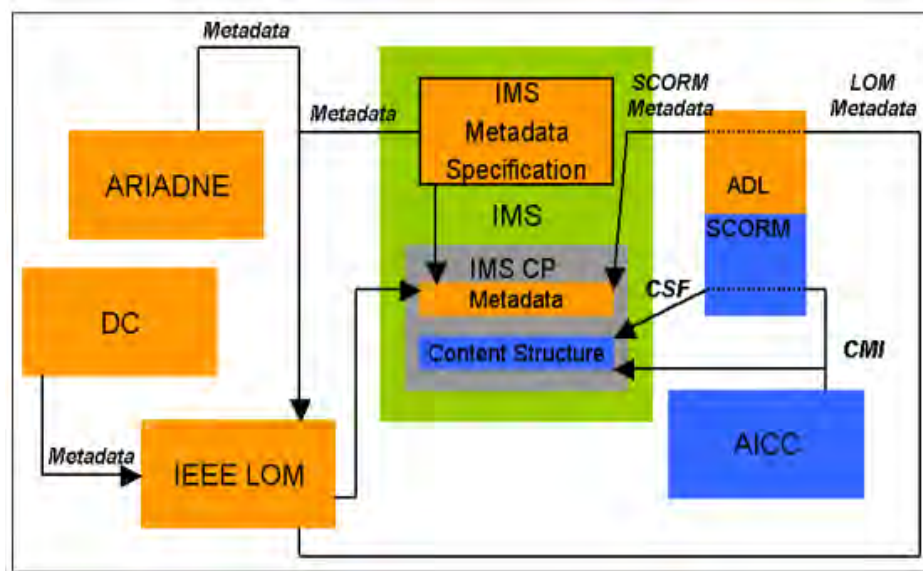 Metadata
ARIADNE
DC
Metadata
IEEE LOM
Metadata
IMS
Metadata
Specification
IMS
IMS CP
Metadata
Content Structure
SCORM
Metadata
LOM
Metadata
ADL
SCORM
CSF
CMI
AICC